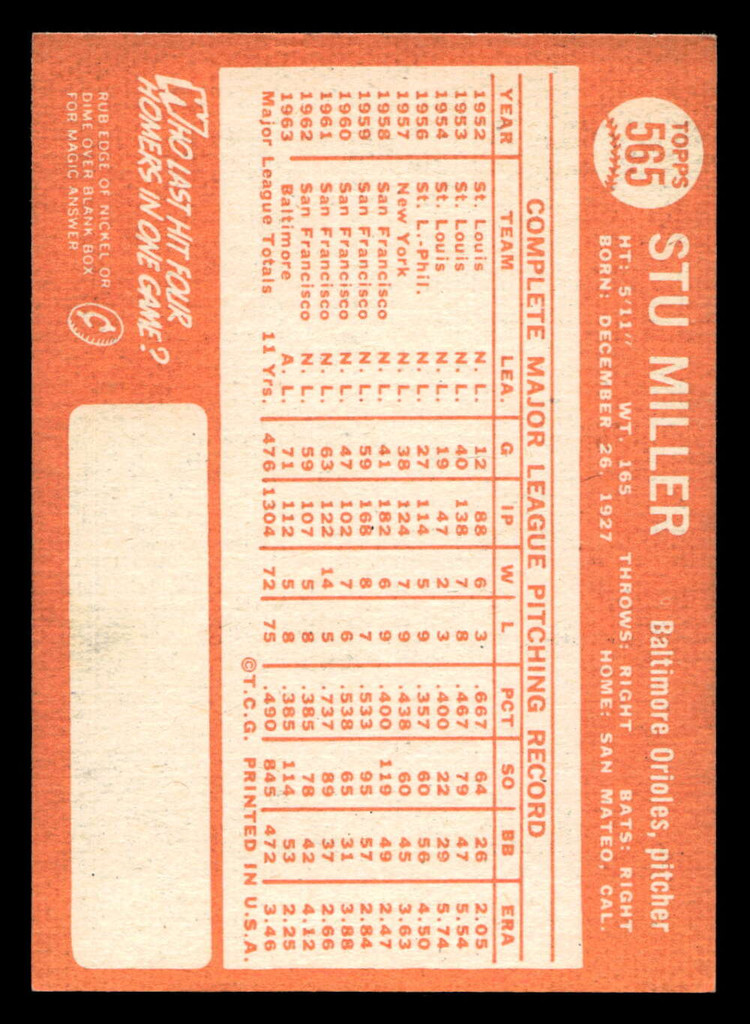 TOPPS
565
STU MILLER Baltimore Orioles, pitcher
HT: 5'11" WT. 165 THROWS: RIGHT BATS: RIGHT
BORN: DECEMBER 26, 1927 HOME: SAN MATEO, CAL.
COMPLETE MAJOR LEAGUE PITCHING RECORD
YEAR TEAM LEA. G IP W L PCT SO BB ERA
1952 St. Louis N. L. 12 88 6 3 .667 64 26 2.05
1953 St. Louis N. L. 40 138 7 8 .467 79 47 5.54
1954 St. Louis N. L. 19 47 2 3 .400 22 29 5.74
1956 St. L.-Phil. N. L. 27 114 5 9 .357 60 56 4.50
1957 New York N. L. 38 124 7 9 .438 60 45 3.63
1958 San Francisco N. L. 41 182 6 9 .400 119 49 2.47
1959 San Francisco N. L. 59 168 8 7 .533 95 57 2.84
1960 San Francisco N. L. 47 102 7 6 .538 65 31 3.88
1961 San Francisco N. L. 63 122 14 5 .737 89 37 2.66
1962 San Francisco N. L. 59 107 5 8 .385 78 42 4.12
1963 Baltimore A. L. 71 112 5 8 .385 114 53 2.25
Major League Totals 11 Yrs. 476 1304 72 75 .490 845 472 3.46
©T.C.G. PRINTED IN U.S.A.
WHO LAST HIT FOUR
HOMERS IN ONE GAME?
RUB EDGE OF NICKEL OR
DIME OVER BLANK BOX
FOR MAGIC ANSWER